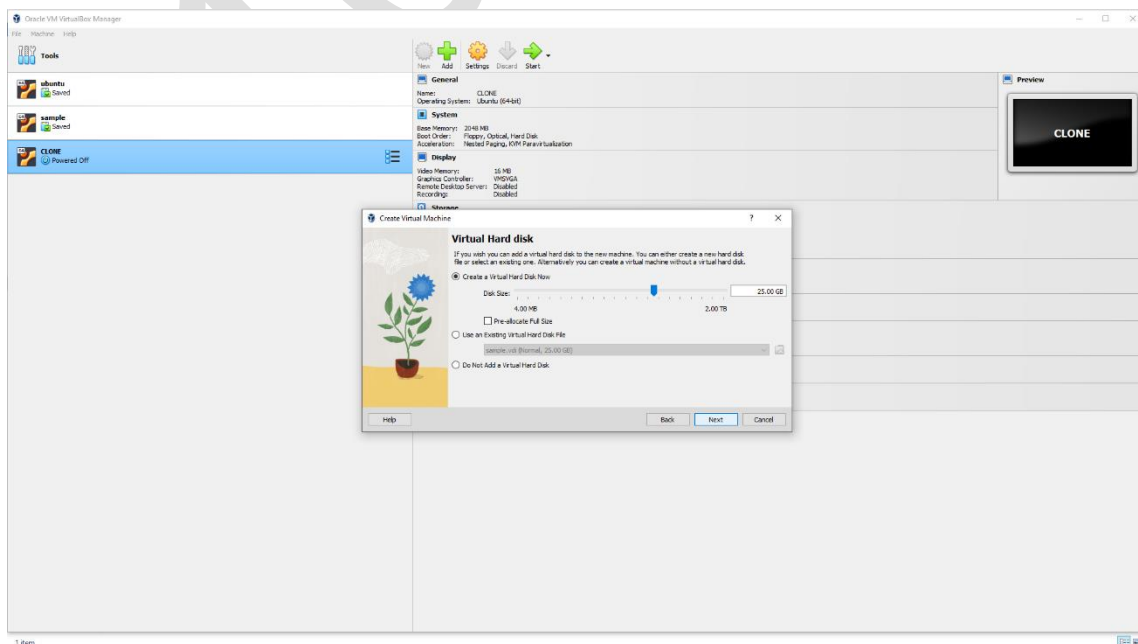 Oracle VM VirtualBox Manager
File Machine Help
Tools
New Add Settings Discard Start
ubuntu
Saved
sample
Saved
CLONE
Powered Off
General
Name: CLONE
Operating System: Ubuntu (64-bit)
System
Base Memory: 2048 MB
Boot Order: Floppy, Optical, Hard Disk
Acceleration: Nested Paging, KVM Paravirtualization
Display
Video Memory: 16 MB
Graphics Controller: VMSVGA
Remote Desktop Server: Disabled
Recording: Disabled
Storage
Preview
CLONE
Create Virtual Machine
? 
Virtual Hard disk
If you wish you can add a virtual hard disk to the new machine. You can either create a new hard disk
file or select an existing one. Alternatively you can create a virtual machine without a virtual hard disk.
Create a Virtual Hard Disk Now
Disk Size: 25.00 GB
4.00 MB 2.00 TB
Pre-allocate Full Size
Use an Existing Virtual Hard Disk File
sample.vdi (Normal, 25.00 GB)
Do Not Add a Virtual Hard Disk
Help Back Next Cancel
1 item